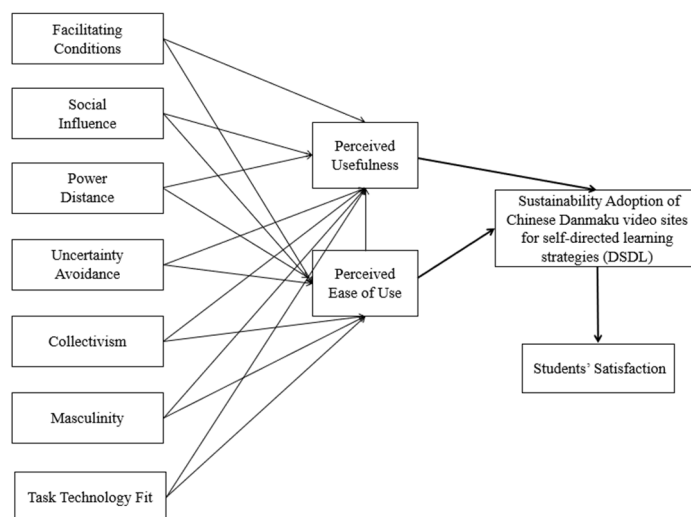 Facilitating
Conditions
Social
Influence
Power
Distance
Uncertainty
Avoidance
Collectivism
Masculinity
Task Technology Fit
Perceived
Usefulness
Perceived
Ease of Use
Sustainability Adoption of
Chinese Danmaku video sites
for self-directed learning
strategies (DSDL)
Students’ Satisfaction